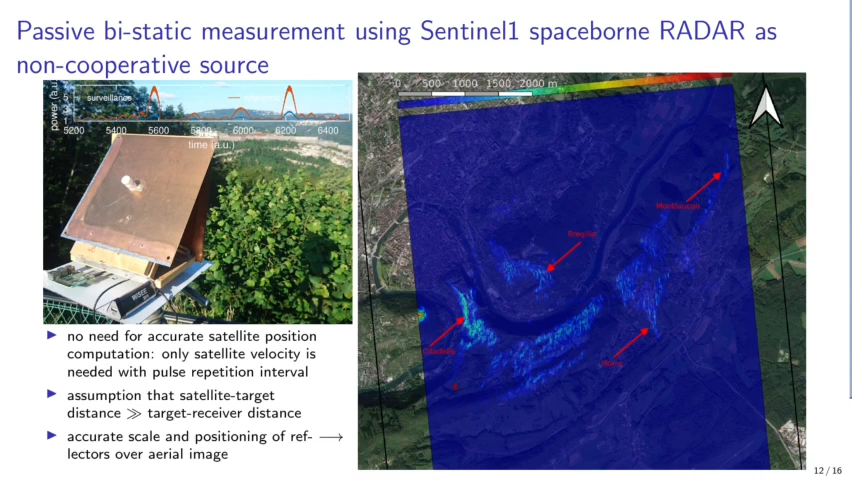 Passive bi-static measurement using Sentinel1 spaceborne RADAR as
non-cooperative source
power (a.u.)
surveillance
5200 5400 5600 5800 6000 6200 6400
time (a.u.)
0 500 1000 1500 2000 m
Montfaucon
Bregille
Citadelle
▶ no need for accurate satellite position
computation: only satellite velocity is
needed with pulse repetition interval
▶ assumption that satellite-target
distance ≫ target-receiver distance
▶ accurate scale and positioning of ref- ⟶
lectors over aerial image
12 / 16